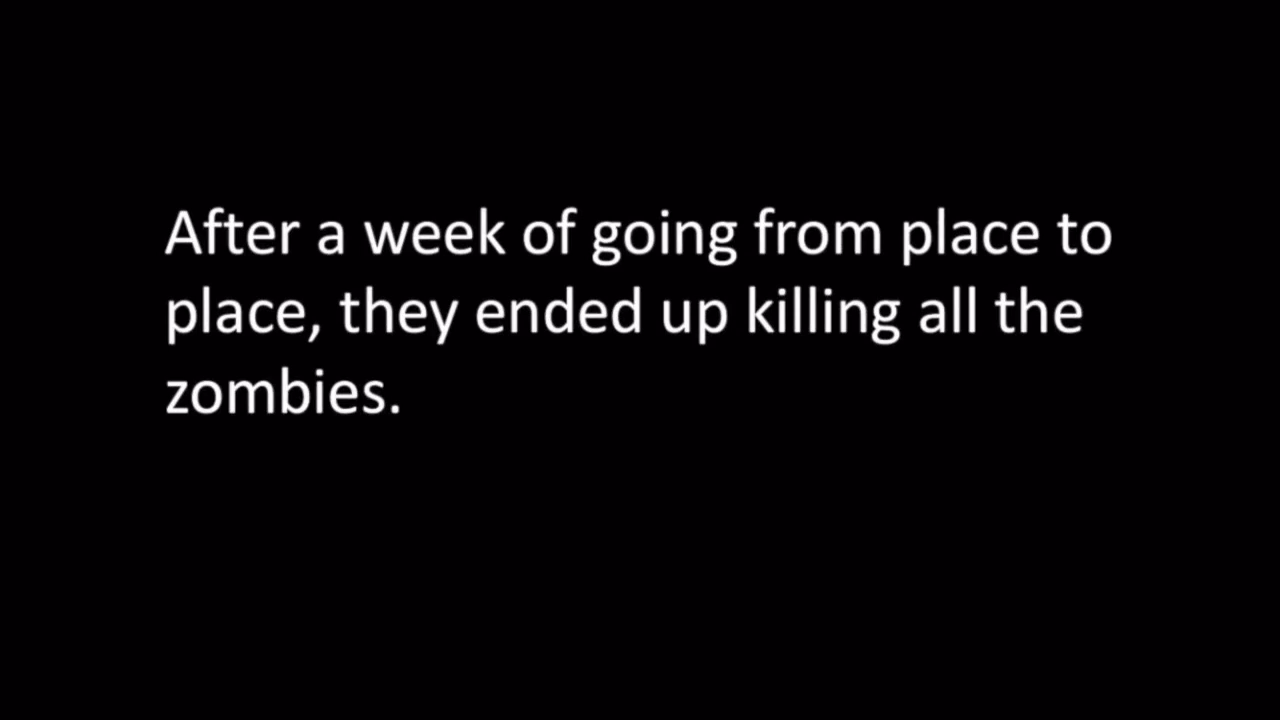 After a week of going from place to
place, they ended up killing all the
zombies.